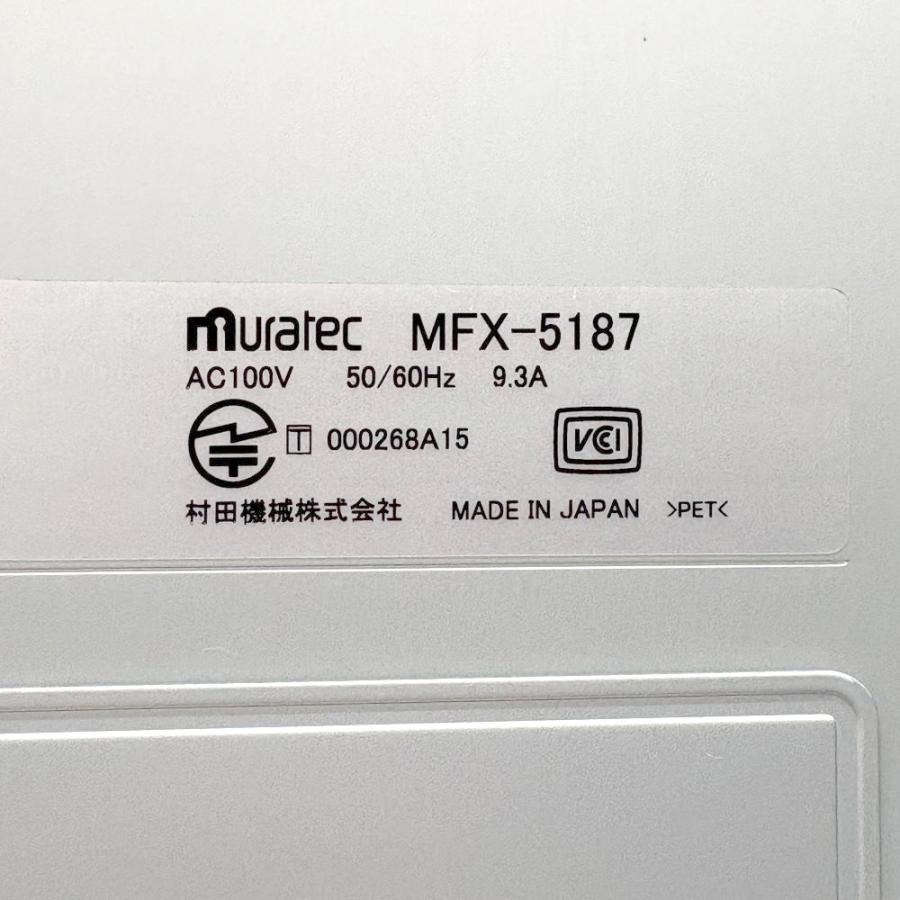 muratec MFX-5187
AC100V 50/60Hz 9.3A
T 000268A15 VCCI
村田機械株式会社 MADE IN JAPAN >PET<